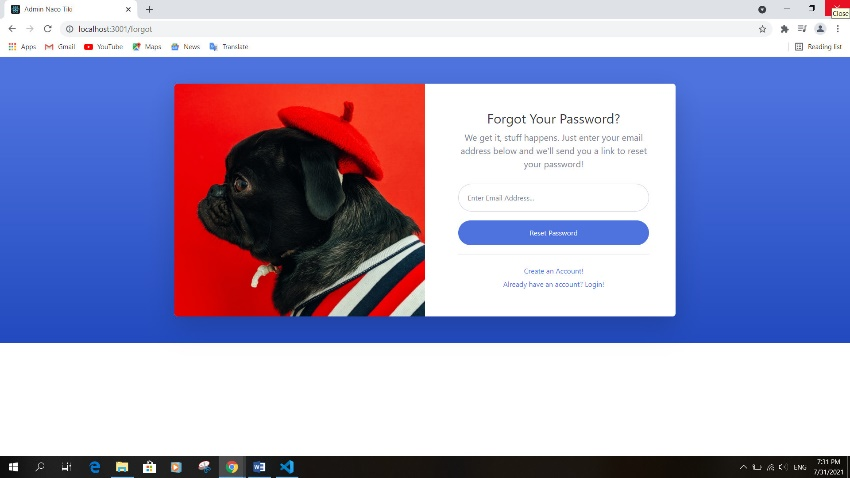 Admin Naco Tiki
Close
localhost:3001/forgot
Apps
Gmail
YouTube
Maps
News
Translate
Reading list
Forgot Your Password?
We get it, stuff happens. Just enter your email
address below and we'll send you a link to reset
your password!
Enter Email Address...
Reset Password
Create an Account!
Already have an account? Login!
ENG
7:31 PM
7/31/2021